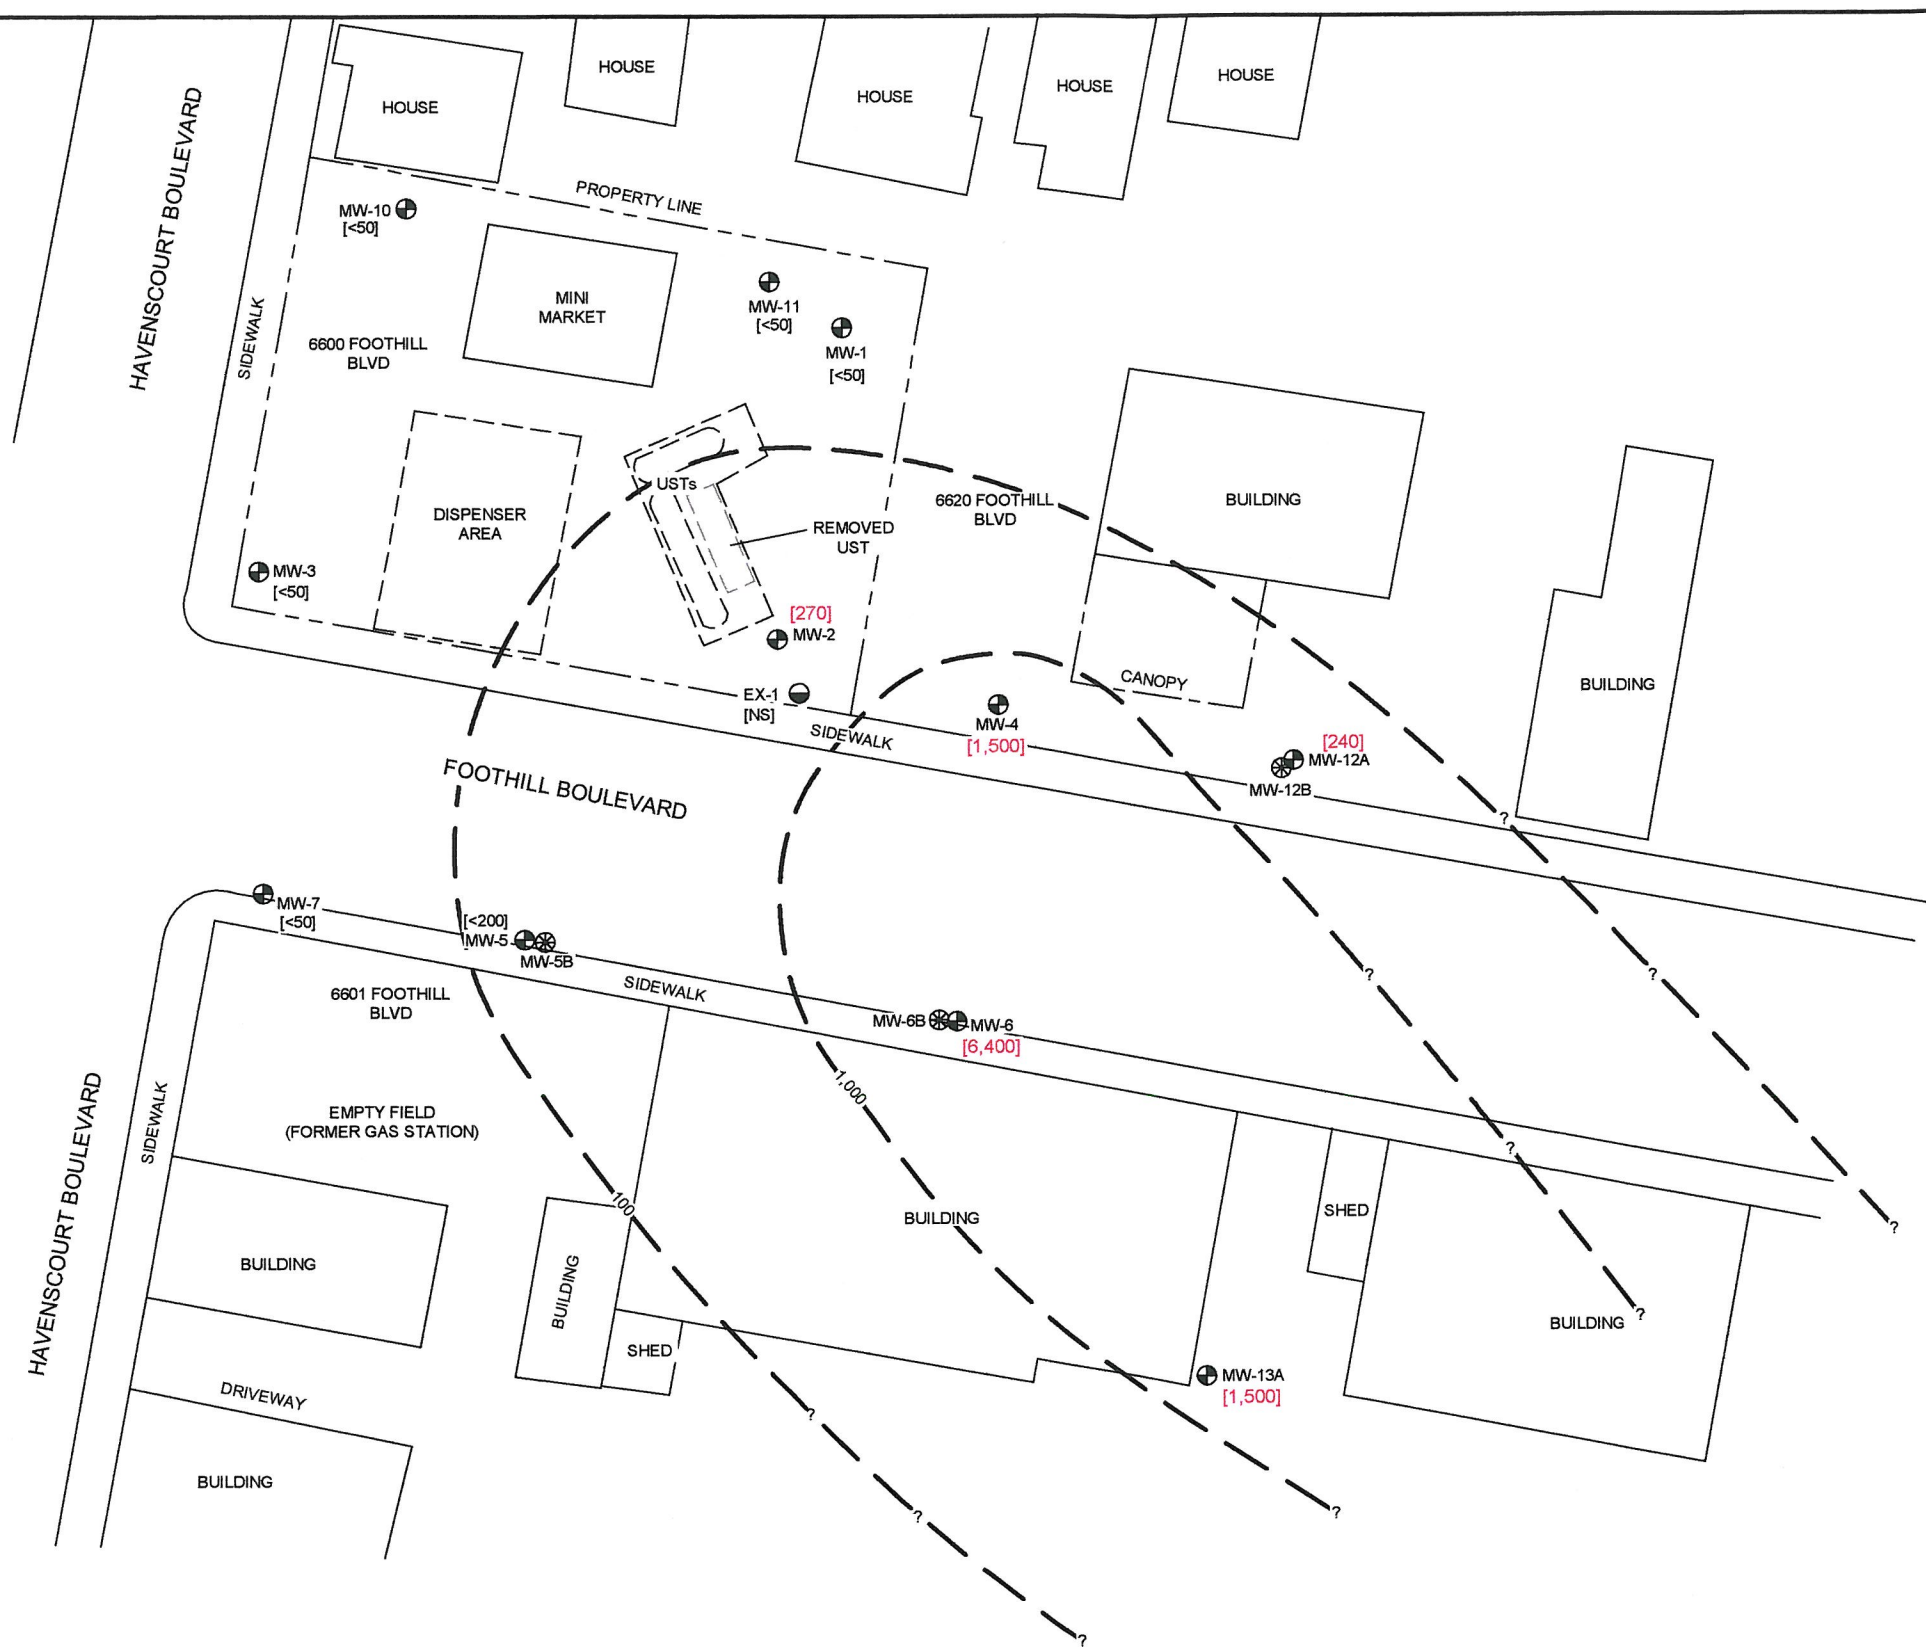 HOUSE
HOUSE
HOUSE
HOUSE
HOUSE
HAVENSCOURT BOULEVARD
PROPERTY LINE
MW-10
[<50]
MINI
MARKET
MW-11
[<50]
MW-1
[<50]
SIDEWALK
6600 FOOTHILL
BLVD
DISPENSER
AREA
USTs
REMOVED
UST
6620 FOOTHILL
BLVD
BUILDING
MW-3
[<50]
[270]
MW-2
CANOPY
BUILDING
EX-1
[NS]
SIDEWALK
MW-4
[1,500]
[240]
MW-12A
MW-12B
FOOTHILL BOULEVARD
?
MW-7
[<50]
[<200]
MW-5
MW-5B
SIDEWALK
?
?
6601 FOOTHILL
BLVD
MW-6B
MW-6
[6,400]
1,000
HAVENSCOURT BOULEVARD
SIDEWALK
EMPTY FIELD
(FORMER GAS STATION)
?
100
BUILDING
SHED
?
BUILDING
BUILDING
SHED
BUILDING
?
MW-13A
[1,500]
DRIVEWAY
?
BUILDING
?
?
?